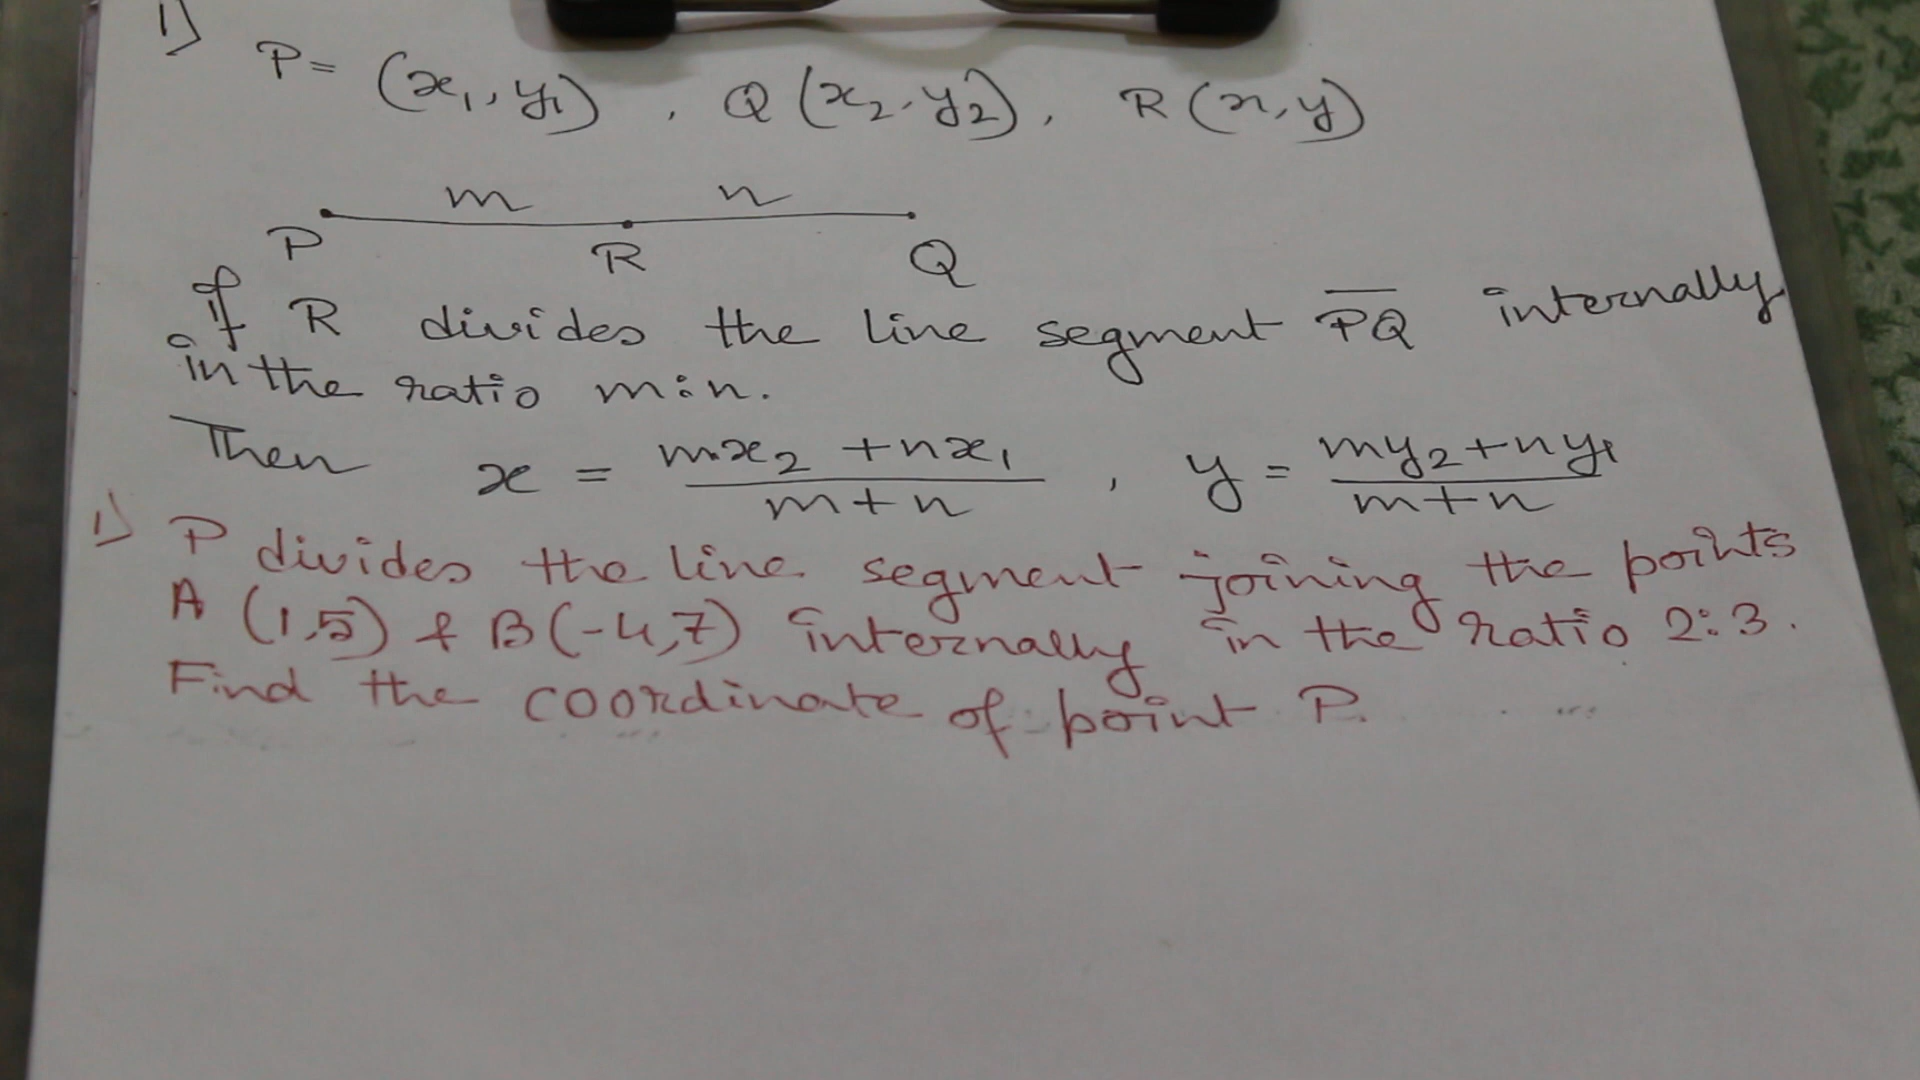 1)
P= (x₁, y₁) , Q (x₂, y₂), R (x, y)
m n
P R Q
If R divides the line segment P̅Q̅ internally
in the ratio m:n.
Then x = (mx₂ + nx₁)/(m+n) , y = (my₂+ny₁)/(m+n)
1) P divides the line segment joining the points
A (1,5) & B (-4,7) internally in the ratio 2:3.
Find the coordinate of point P.